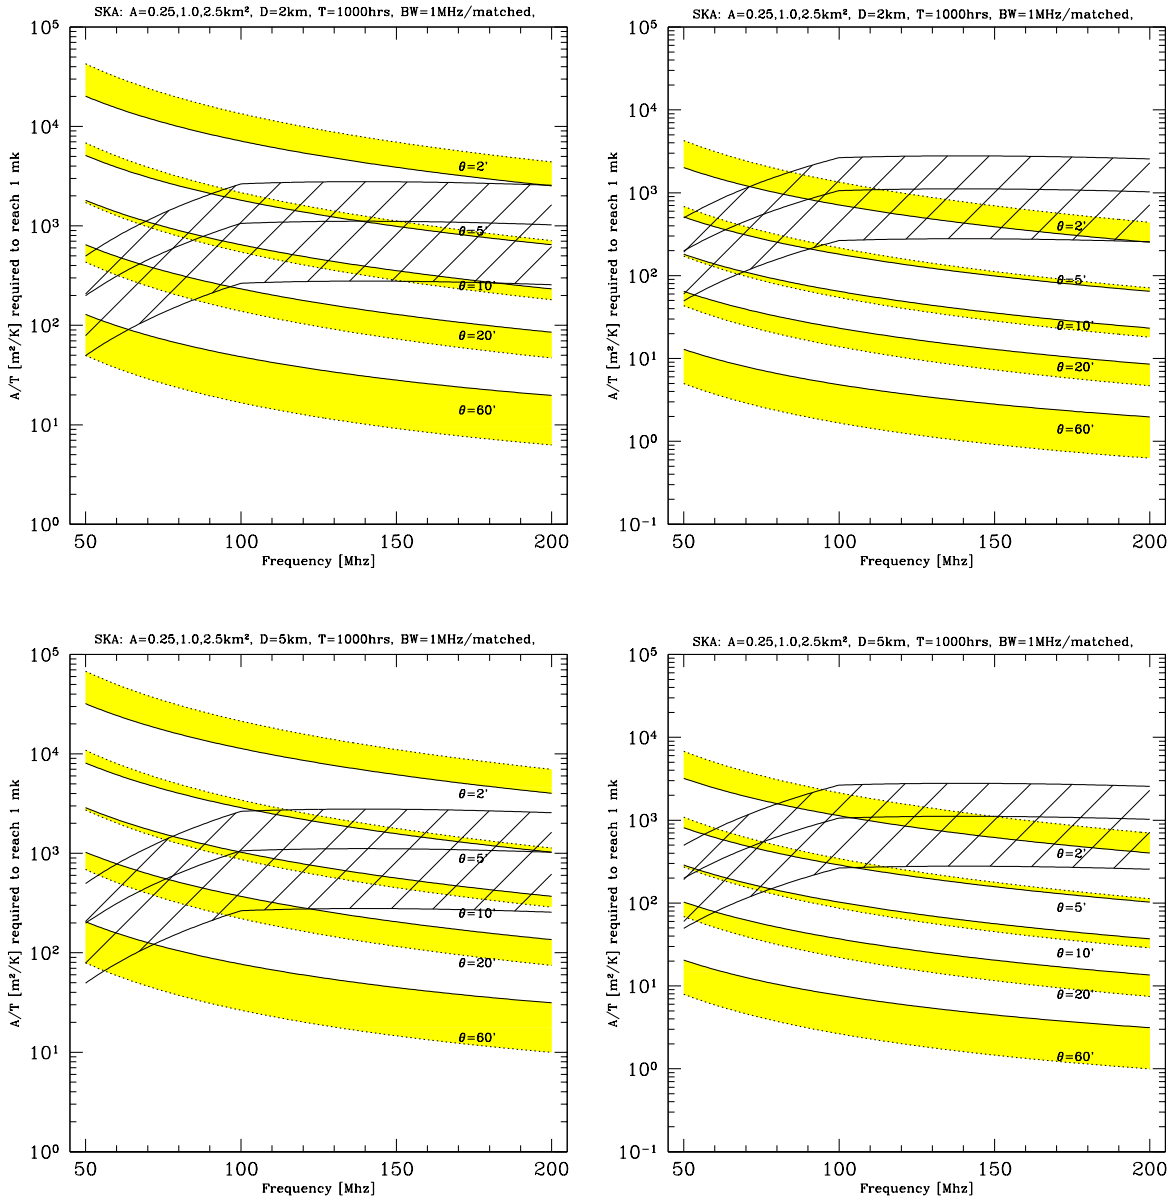 SKA: A=0.25,1.0,2.5km², D=2km, T=1000hrs, BW=1MHz/matched,
10⁵
10⁴
10³
10²
10¹
10⁰
A/T [m²/K] required to reach 1 mk
θ=2'
θ=5'
θ=10'
θ=20'
θ=60'
50 100 150 200
Frequency [Mhz]
SKA: A=0.25,1.0,2.5km², D=2km, T=1000hrs, BW=1MHz/matched,
10⁵
10⁴
10³
10²
10¹
10⁰
10⁻¹
A/T [m²/K] required to reach 1 mk
θ=2'
θ=5'
θ=10'
θ=20'
θ=60'
50 100 150 200
Frequency [Mhz]
SKA: A=0.25,1.0,2.5km², D=5km, T=1000hrs, BW=1MHz/matched,
10⁵
10⁴
10³
10²
10¹
10⁰
A/T [m²/K] required to reach 1 mk
θ=2'
θ=5'
θ=10'
θ=20'
θ=60'
50 100 150 200
Frequency [Mhz]
SKA: A=0.25,1.0,2.5km², D=5km, T=1000hrs, BW=1MHz/matched,
10⁵
10⁴
10³
10²
10¹
10⁰
10⁻¹
A/T [m²/K] required to reach 1 mk
θ=2'
θ=5'
θ=10'
θ=20'
θ=60'
50 100 150 200
Frequency [Mhz]